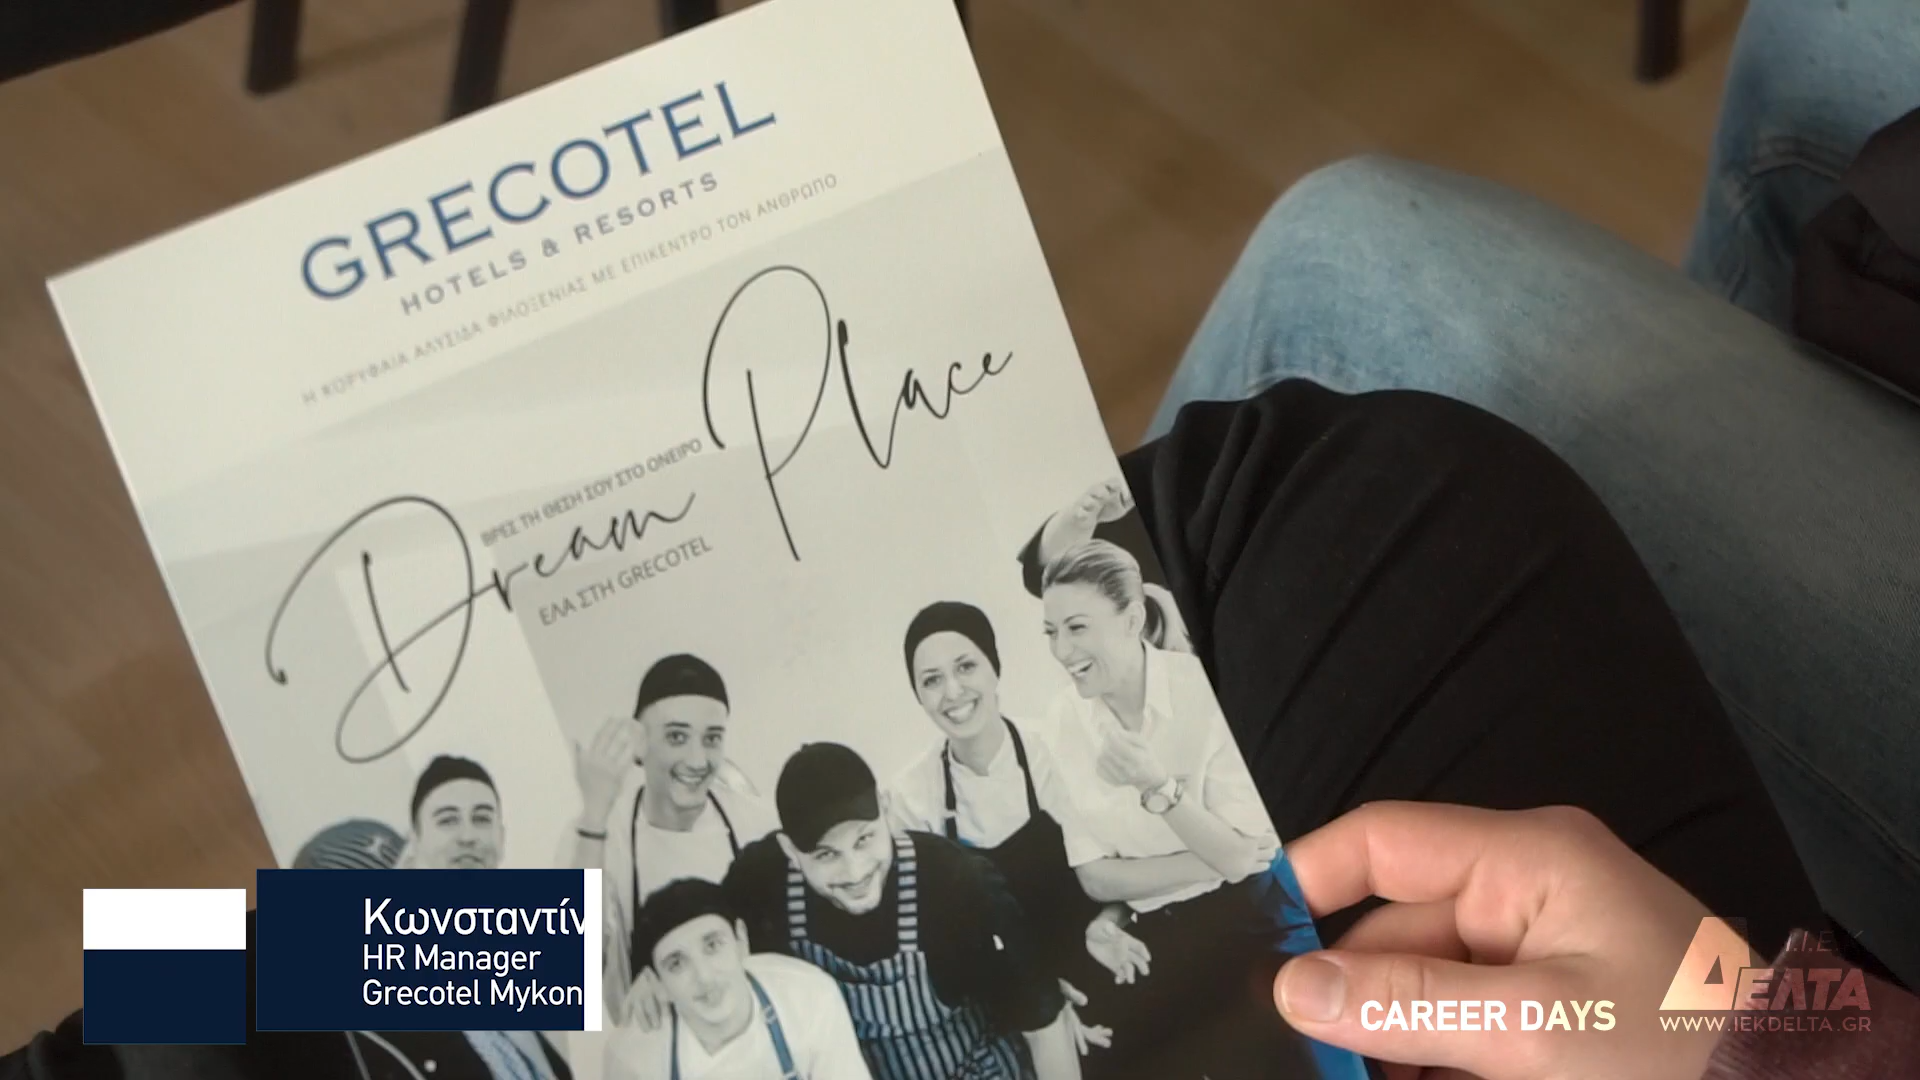 GRECOTEL
HOTELS & RESORTS
Η ΚΟΡΥΦΑΙΑ ΑΛΥΣΙΔΑ ΦΙΛΟΞΕΝΙΑΣ ΜΕ ΕΠΙΚΕΝΤΡΟ ΤΟΝ ΑΝΘΡΩΠΟ
Dream Place
ΒΡΕΣ ΤΗ ΘΕΣΗ ΣΟΥ ΣΤΟ ΟΝΕΙΡΟ
ΕΛΑ ΣΤΗ GRECOTEL
Κωνσταντίν
HR Manager
Grecotel Mykon
CAREER DAYS
Ι.Ι.Ε.Κ
ΔΕΛΤΑ
WWW.IEKDELTA.GR